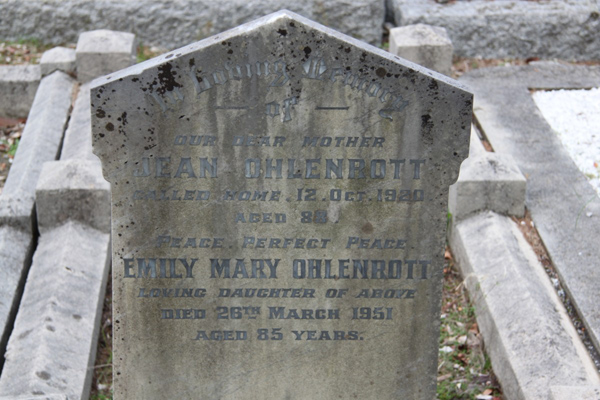 In Loving Memory
of
OUR DEAR MOTHER
JEAN OHLENROTT
CALLED HOME 12. OCT. 1920
AGED 80
PEACE, PERFECT PEACE.
EMILY MARY OHLENROTT
LOVING DAUGHTER OF ABOVE
DIED 26TH MARCH 1951
AGED 85 YEARS.